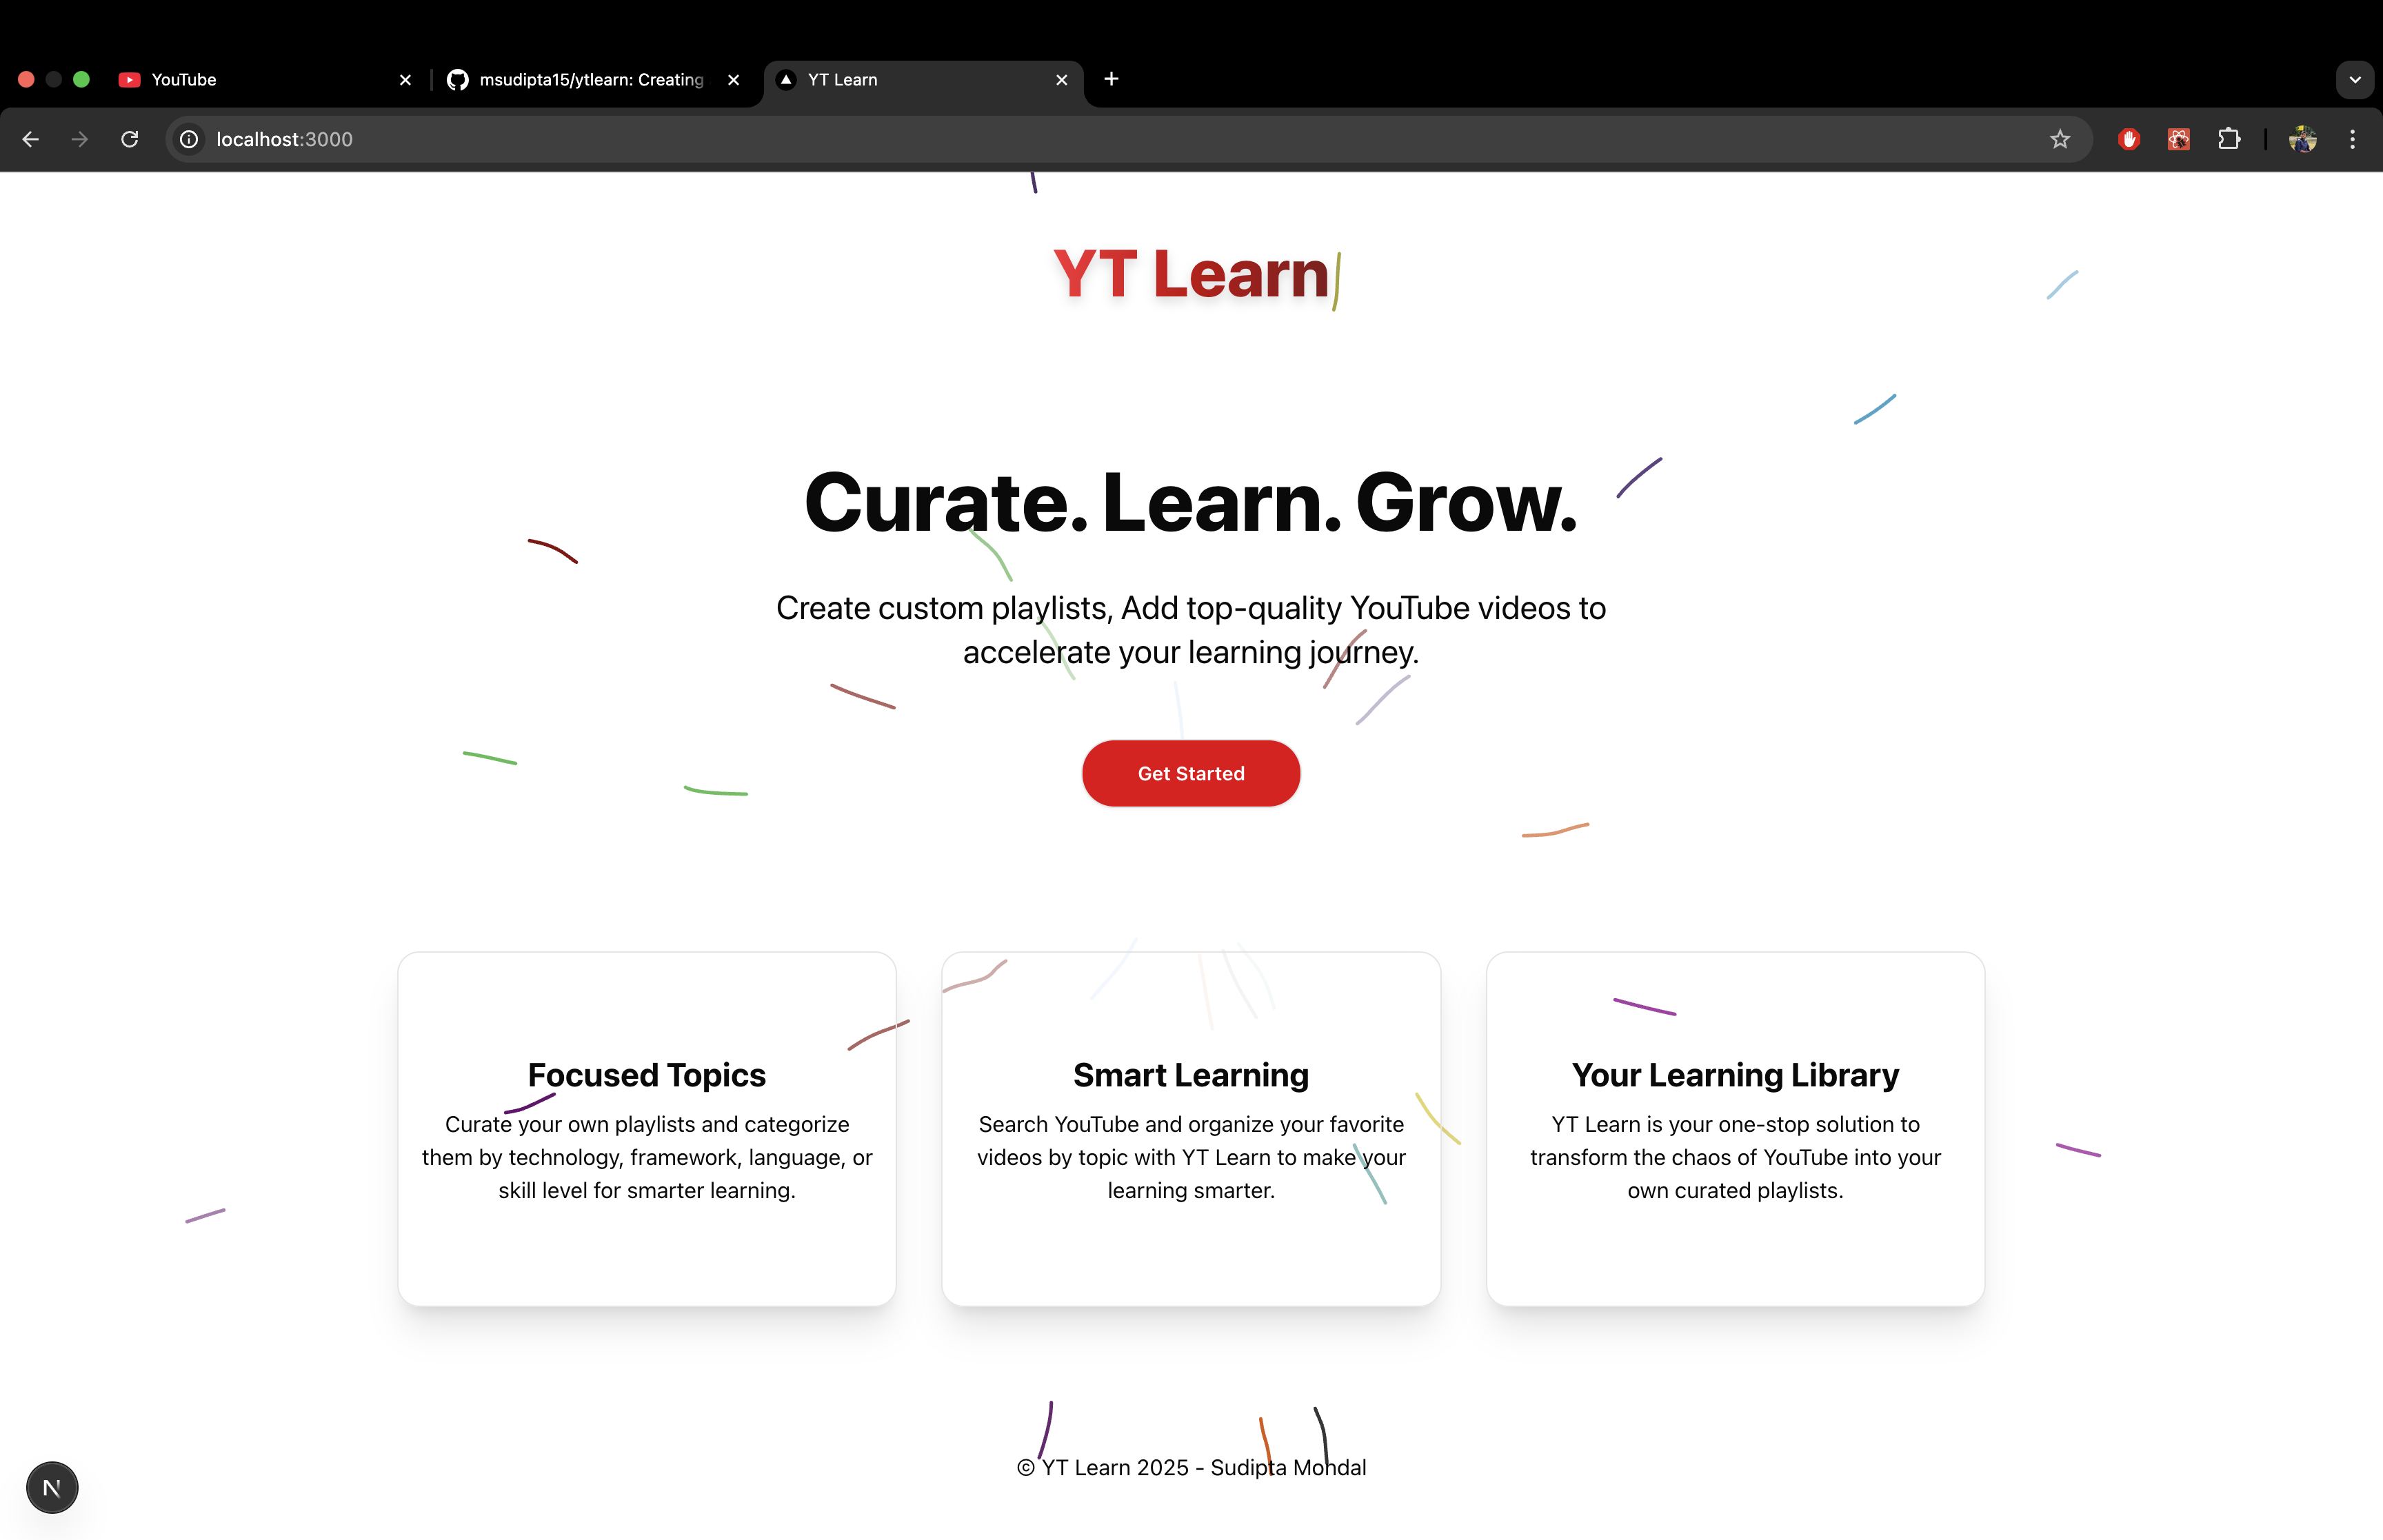 YouTube
msudipta15/ytlearn: Creating
YT Learn
localhost:3000
YT Learn
Curate. Learn. Grow.
Create custom playlists, Add top-quality YouTube videos to
accelerate your learning journey.
Get Started
Focused Topics
Curate your own playlists and categorize
them by technology, framework, language, or
skill level for smarter learning.
Smart Learning
Search YouTube and organize your favorite
videos by topic with YT Learn to make your
learning smarter.
Your Learning Library
YT Learn is your one-stop solution to
transform the chaos of YouTube into your
own curated playlists.
© YT Learn 2025 - Sudipta Mondal
N